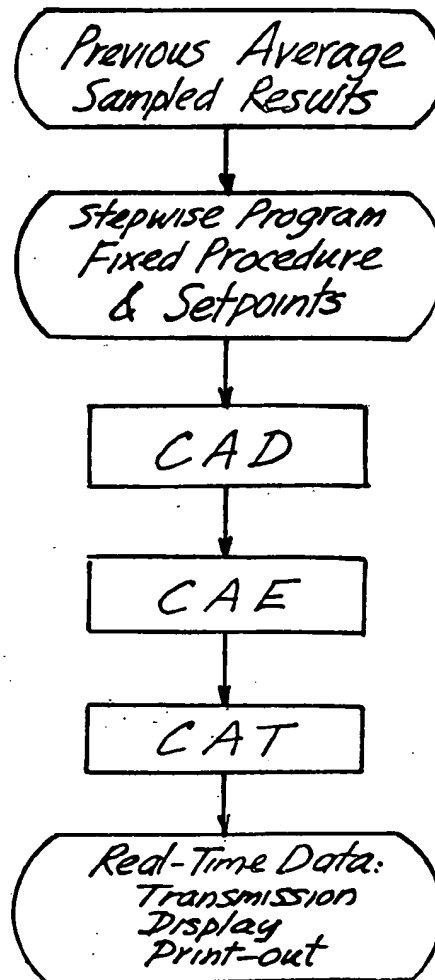 Previous Average
Sampled Results
Stepwise Program
Fixed Procedure
& Setpoints
CAD
CAE
CAT
Real-Time Data:
Transmission
Display
Print-out